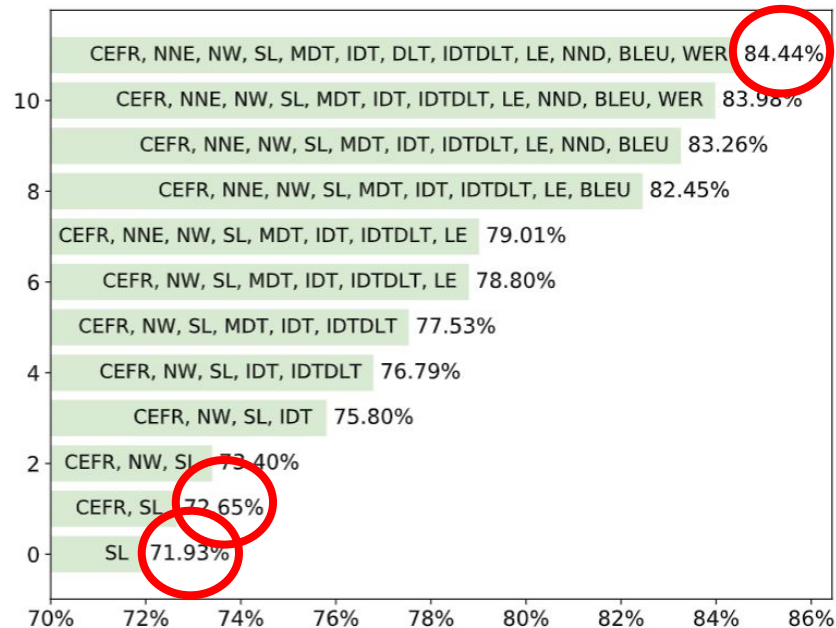 CEFR, NNE, NW, SL, MDT, IDT, DLT, IDTDLT, LE, NND, BLEU, WER 84.44%
10 CEFR, NNE, NW, SL, MDT, IDT, IDTDLT, LE, NND, BLEU, WER 83.98%
CEFR, NNE, NW, SL, MDT, IDT, IDTDLT, LE, NND, BLEU 83.26%
8 CEFR, NNE, NW, SL, MDT, IDT, IDTDLT, LE, BLEU 82.45%
CEFR, NNE, NW, SL, MDT, IDT, IDTDLT, LE 79.01%
6 CEFR, NW, SL, MDT, IDT, IDTDLT, LE 78.80%
CEFR, NW, SL, MDT, IDT, IDTDLT 77.53%
4 CEFR, NW, SL, IDT, IDTDLT 76.79%
CEFR, NW, SL, IDT 75.80%
2 CEFR, NW, SL 73.40%
CEFR, SL 72.65%
0 SL 71.93%
70% 72% 74% 76% 78% 80% 82% 84% 86%